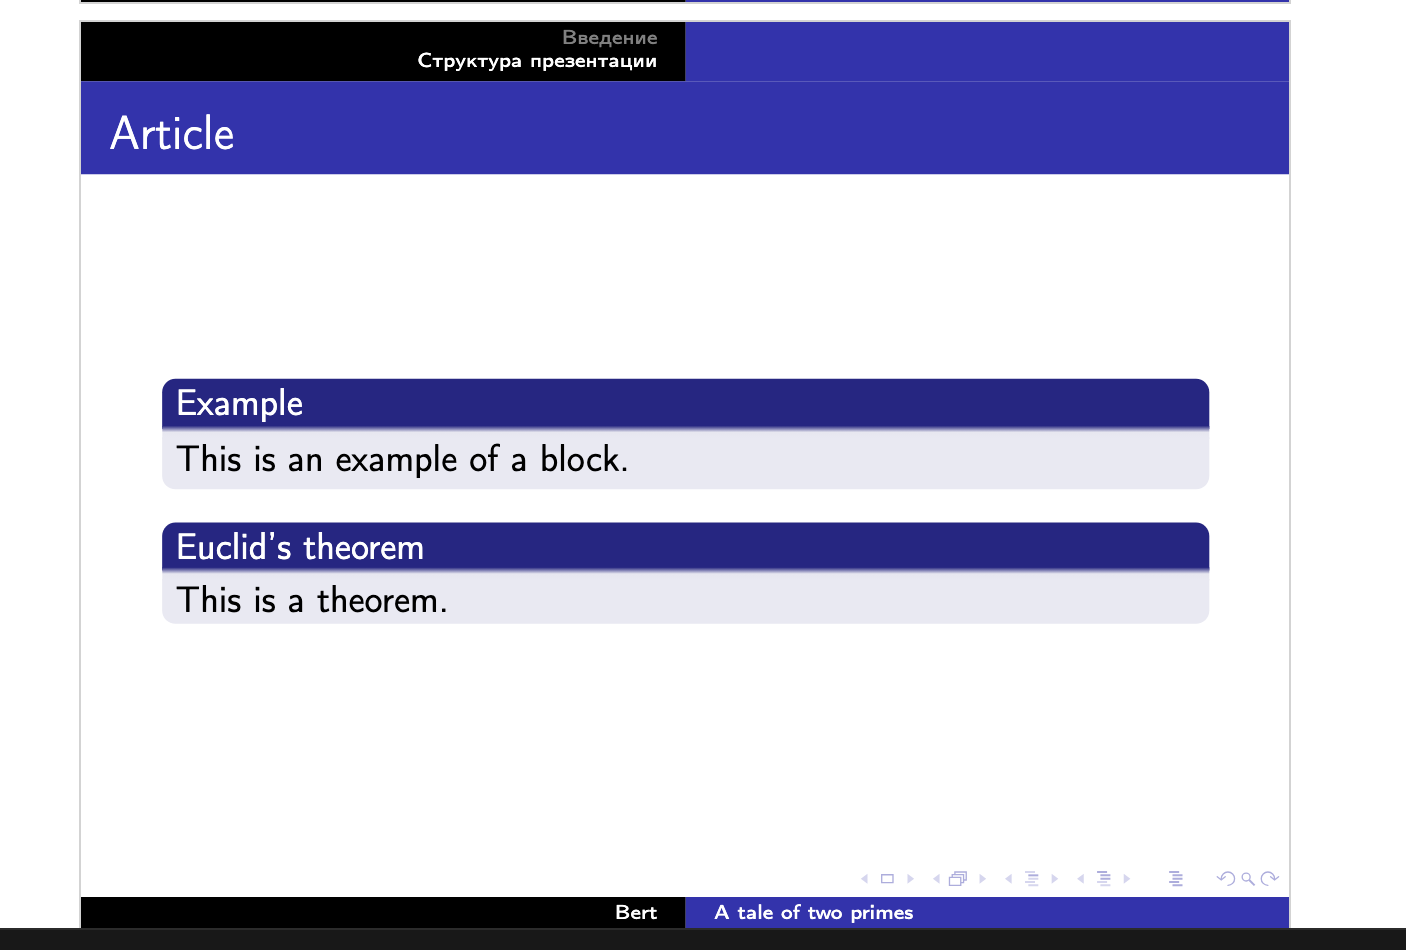 Введение
Структура презентации
Article
Example
This is an example of a block.
Euclid's theorem
This is a theorem.
Bert
A tale of two primes